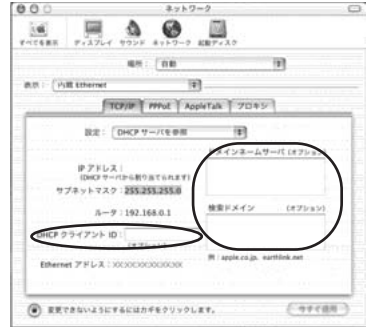 ネットワーク
すべてを表示 ディスプレイ サウンド ネットワーク 起動ディスク
場所： 自動
表示： 内蔵 Ethernet
TCP/IP PPPoE AppleTalk プロキシ
設定： DHCP サーバを参照
ドメインネームサーバ (オプション)
IP アドレス：
(DHCP サーバから割り当てられます)
サブネットマスク：255.255.255.0
ルータ：192.168.0.1
検索ドメイン (オプション)
DHCP クライアント ID：
(オプション)
例：apple.co.jp, earthlink.net
Ethernet アドレス：
変更できないようにするにはカギをクリックします。
今すぐ適用